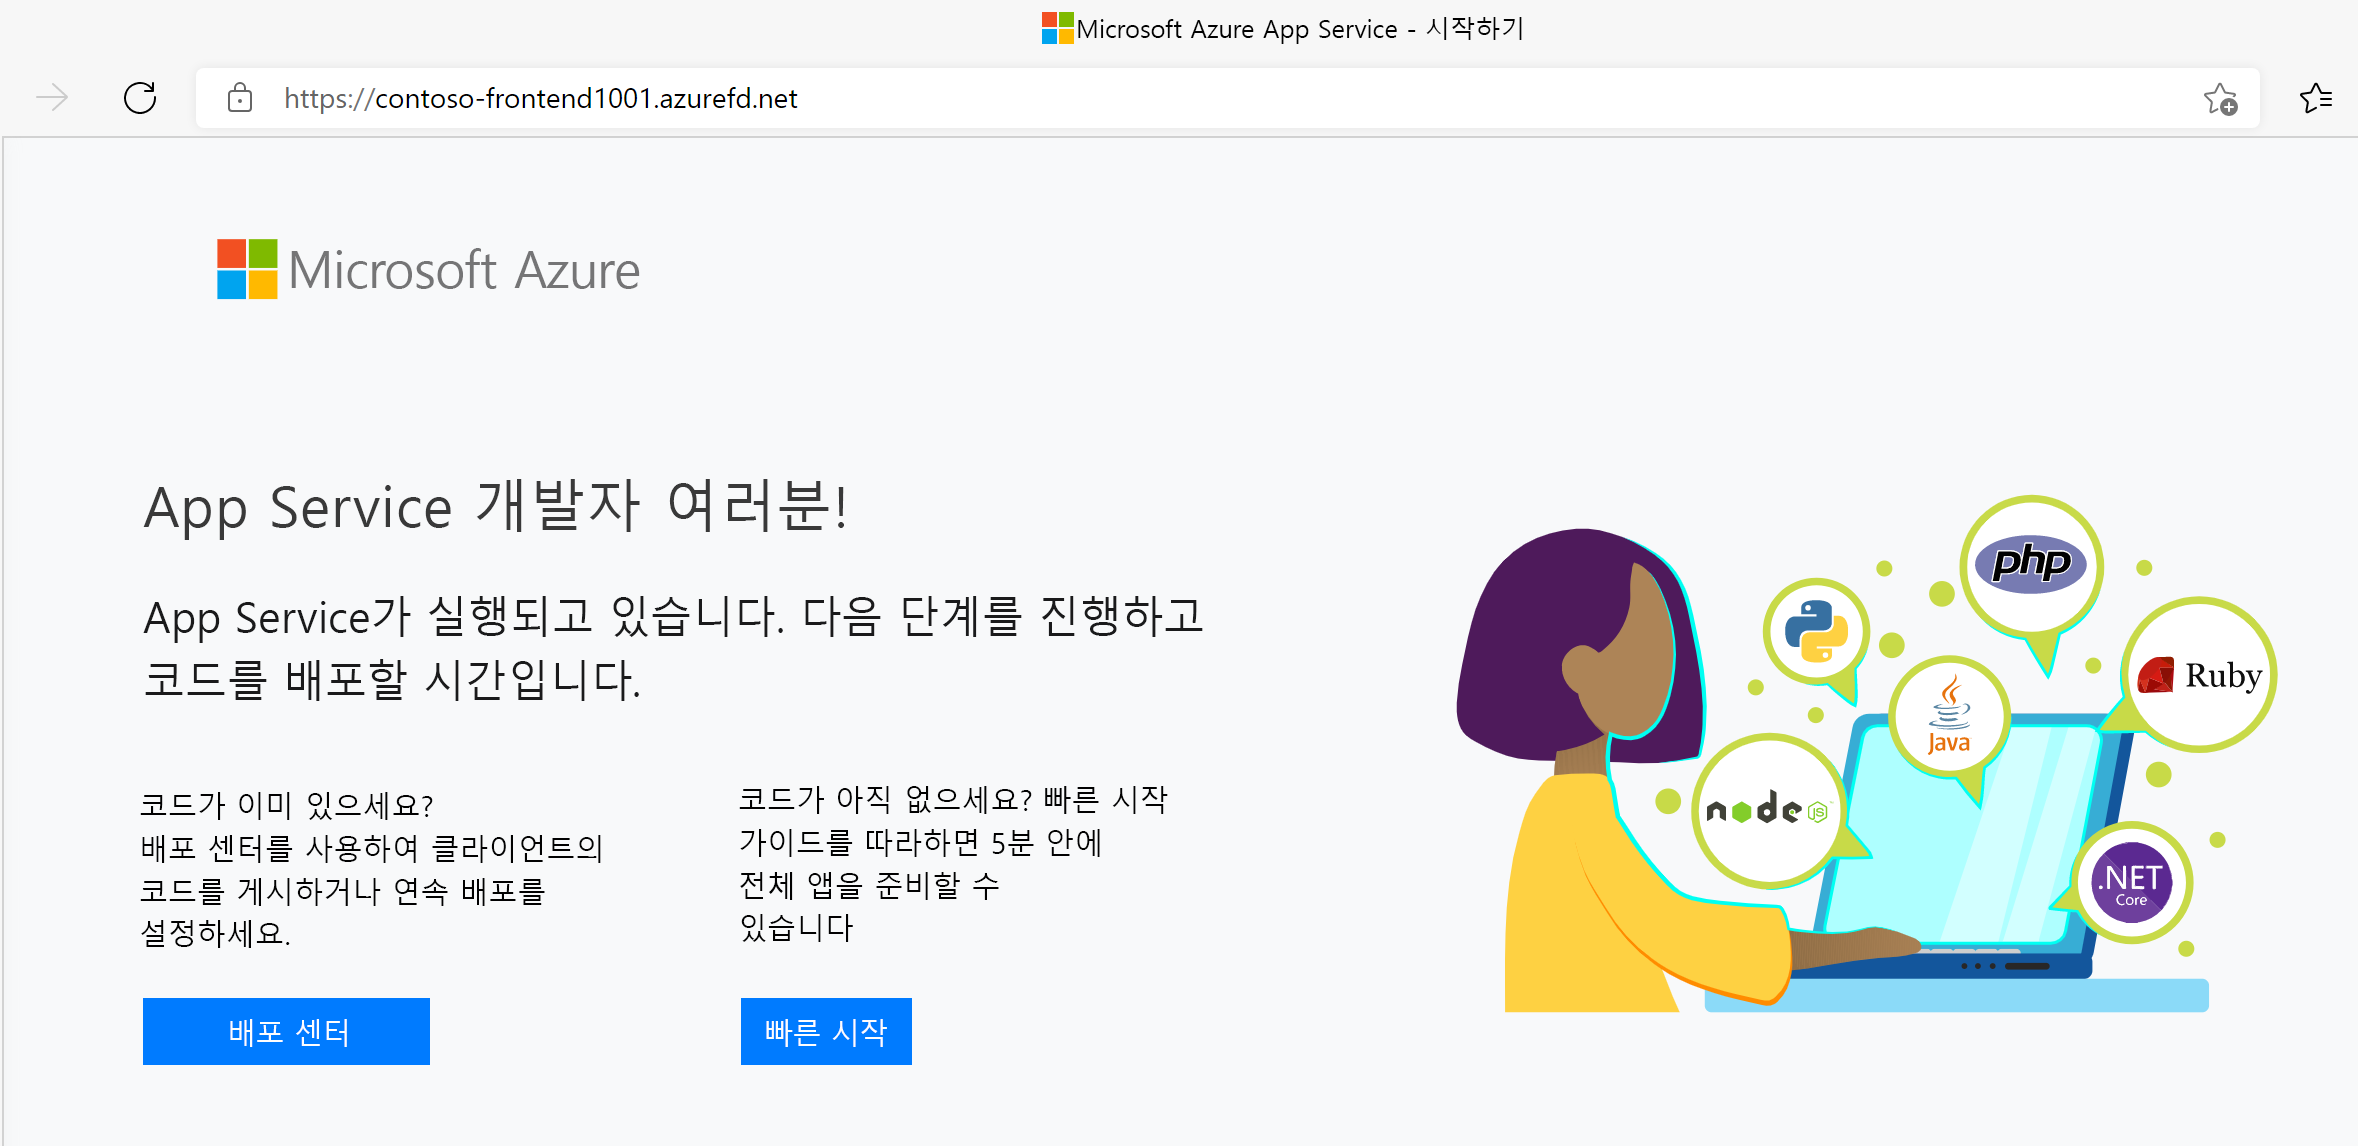 Microsoft Azure App Service - 시작하기
https://contoso-frontend1001.azurefd.net
Microsoft Azure
App Service 개발자 여러분!
App Service가 실행되고 있습니다. 다음 단계를 진행하고
코드를 배포할 시간입니다.
코드가 이미 있으세요?
배포 센터를 사용하여 클라이언트의
코드를 게시하거나 연속 배포를
설정하세요.
배포 센터
코드가 아직 없으세요? 빠른 시작
가이드를 따라하면 5분 안에
전체 앱을 준비할 수
있습니다
빠른 시작
php
Ruby
Java
node
JS
.NET
Core